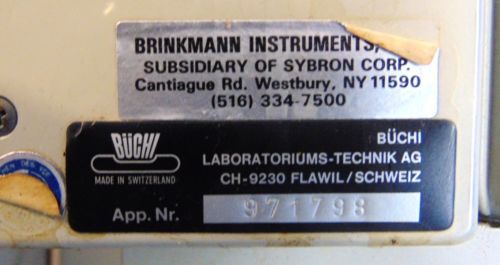 BRINKMANN INSTRUMENTS,
SUBSIDIARY OF SYBRON CORP.
Cantiague Rd. Westbury, NY 11590
(516) 334-7500
BÜCHI
MADE IN SWITZERLAND
BÜCHI
LABORATORIUMS-TECHNIK AG
CH-9230 FLAWIL/SCHWEIZ
App. Nr. 971798